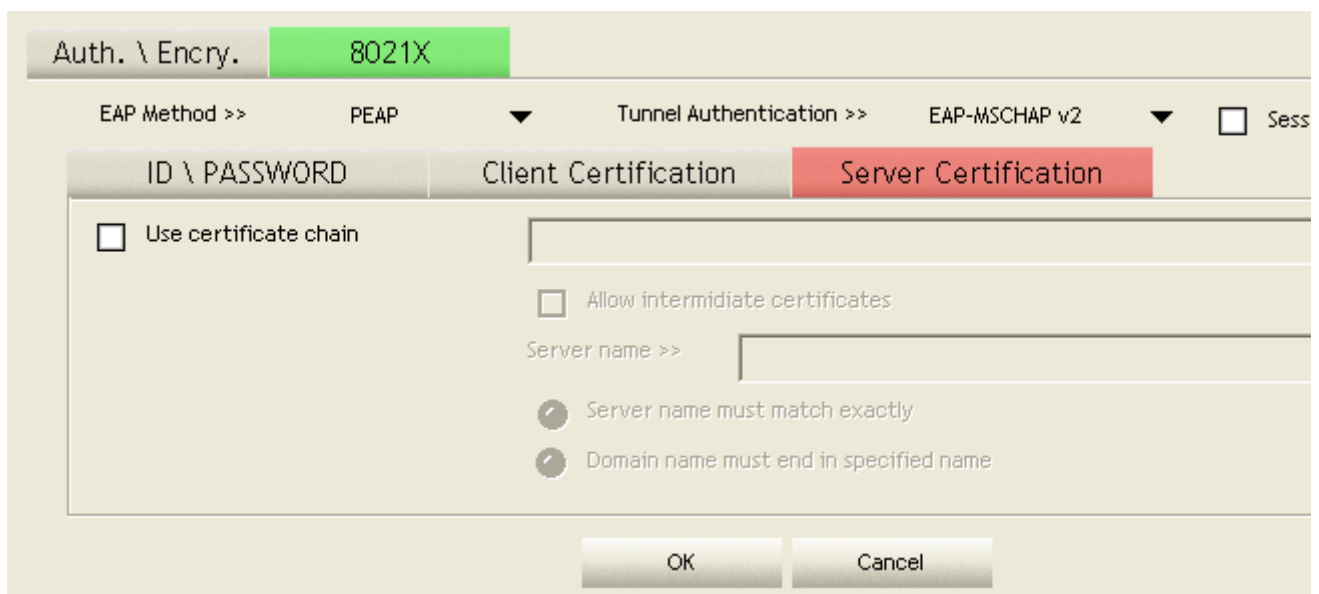 Auth. \ Encry. 8021X
EAP Method >> PEAP Tunnel Authentication >> EAP-MSCHAP v2 Sess
ID \ PASSWORD Client Certification Server Certification
Use certificate chain
Allow intermidiate certificates
Server name >>
Server name must match exactly
Domain name must end in specified name
OK Cancel